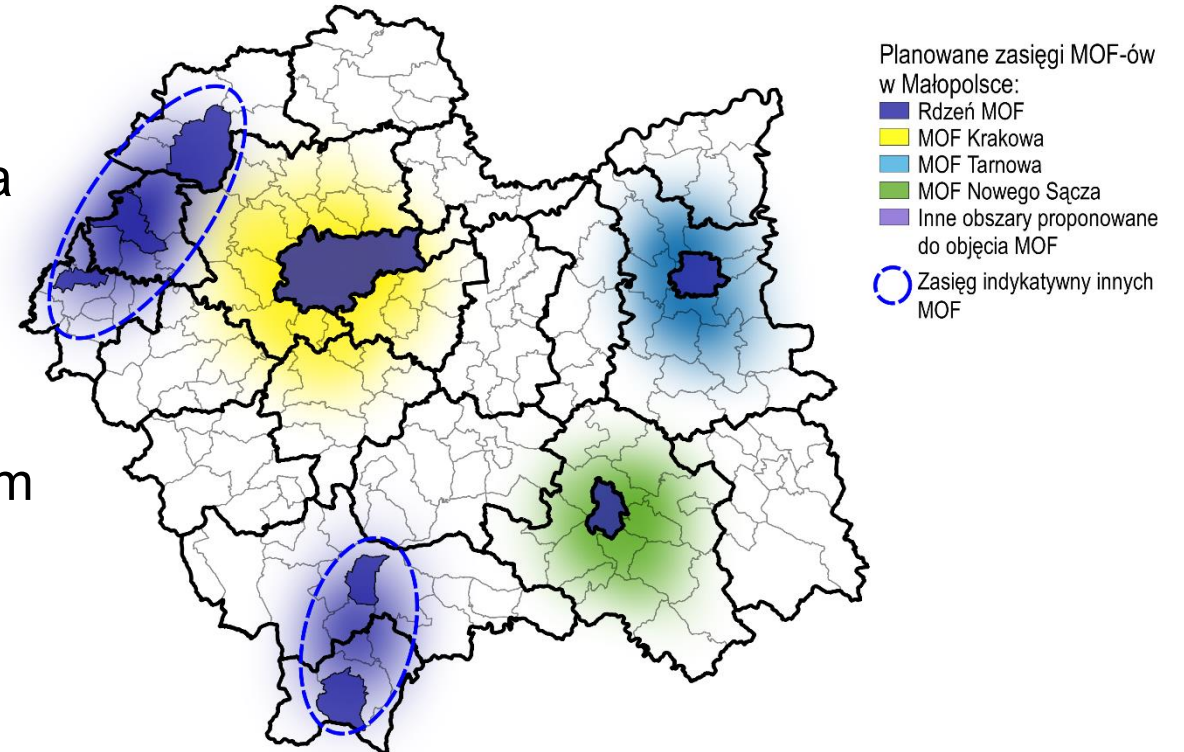 Planowane zasięgi MOF-ów
w Małopolsce:
Rdzeń MOF
MOF Krakowa
MOF Tarnowa
MOF Nowego Sącza
Inne obszary proponowane
do objęcia MOF
Zasięg indykatywny innych
MOF
a
m